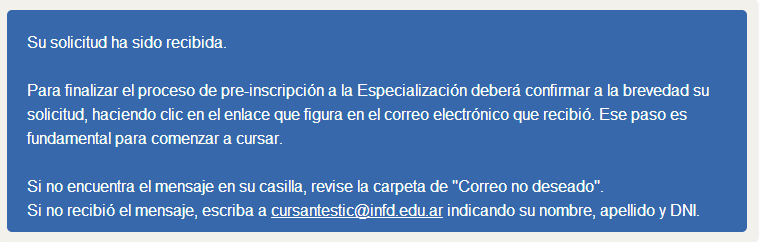 Su solicitud ha sido recibida.
Para finalizar el proceso de pre-inscripción a la Especialización deberá confirmar a la brevedad su
solicitud, haciendo clic en el enlace que figura en el correo electrónico que recibió. Ese paso es
fundamental para comenzar a cursar.
Si no encuentra el mensaje en su casilla, revise la carpeta de "Correo no deseado".
Si no recibió el mensaje, escriba a cursantestic@infd.edu.ar indicando su nombre, apellido y DNI.